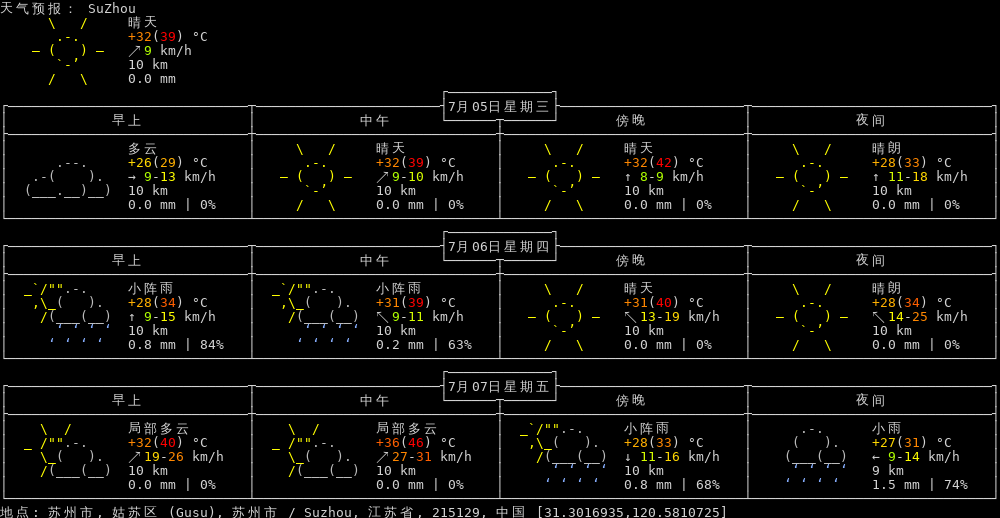 天气预报: SuZhou
晴天
+32(39) °C
↗ 9 km/h
10 km
0.0 mm
7月05日星期三
早上 中午 傍晚 夜间
多云 晴天 晴天 晴朗
+26(29) °C +32(39) °C +32(42) °C +28(33) °C
→ 9-13 km/h ↗ 9-10 km/h ↑ 8-9 km/h ↑ 11-18 km/h
10 km 10 km 10 km 10 km
0.0 mm | 0% 0.0 mm | 0% 0.0 mm | 0% 0.0 mm | 0%
7月06日星期四
早上 中午 傍晚 夜间
小阵雨 小阵雨 晴天 晴朗
+28(34) °C +31(39) °C +31(40) °C +28(34) °C
↑ 9-15 km/h ↖ 9-11 km/h ↖ 13-19 km/h ↖ 14-25 km/h
10 km 10 km 10 km 10 km
0.8 mm | 84% 0.2 mm | 63% 0.0 mm | 0% 0.0 mm | 0%
7月07日星期五
早上 中午 傍晚 夜间
局部多云 局部多云 小阵雨 小雨
+32(40) °C +36(46) °C +28(33) °C +27(31) °C
↗ 19-26 km/h ↗ 27-31 km/h ↓ 11-16 km/h ← 9-14 km/h
10 km 10 km 10 km 9 km
0.0 mm | 0% 0.0 mm | 0% 0.8 mm | 68% 1.5 mm | 74%
地点: 苏州市, 姑苏区 (Gusu), 苏州市 / Suzhou, 江苏省, 215129, 中国 [31.3016935,120.5810725]